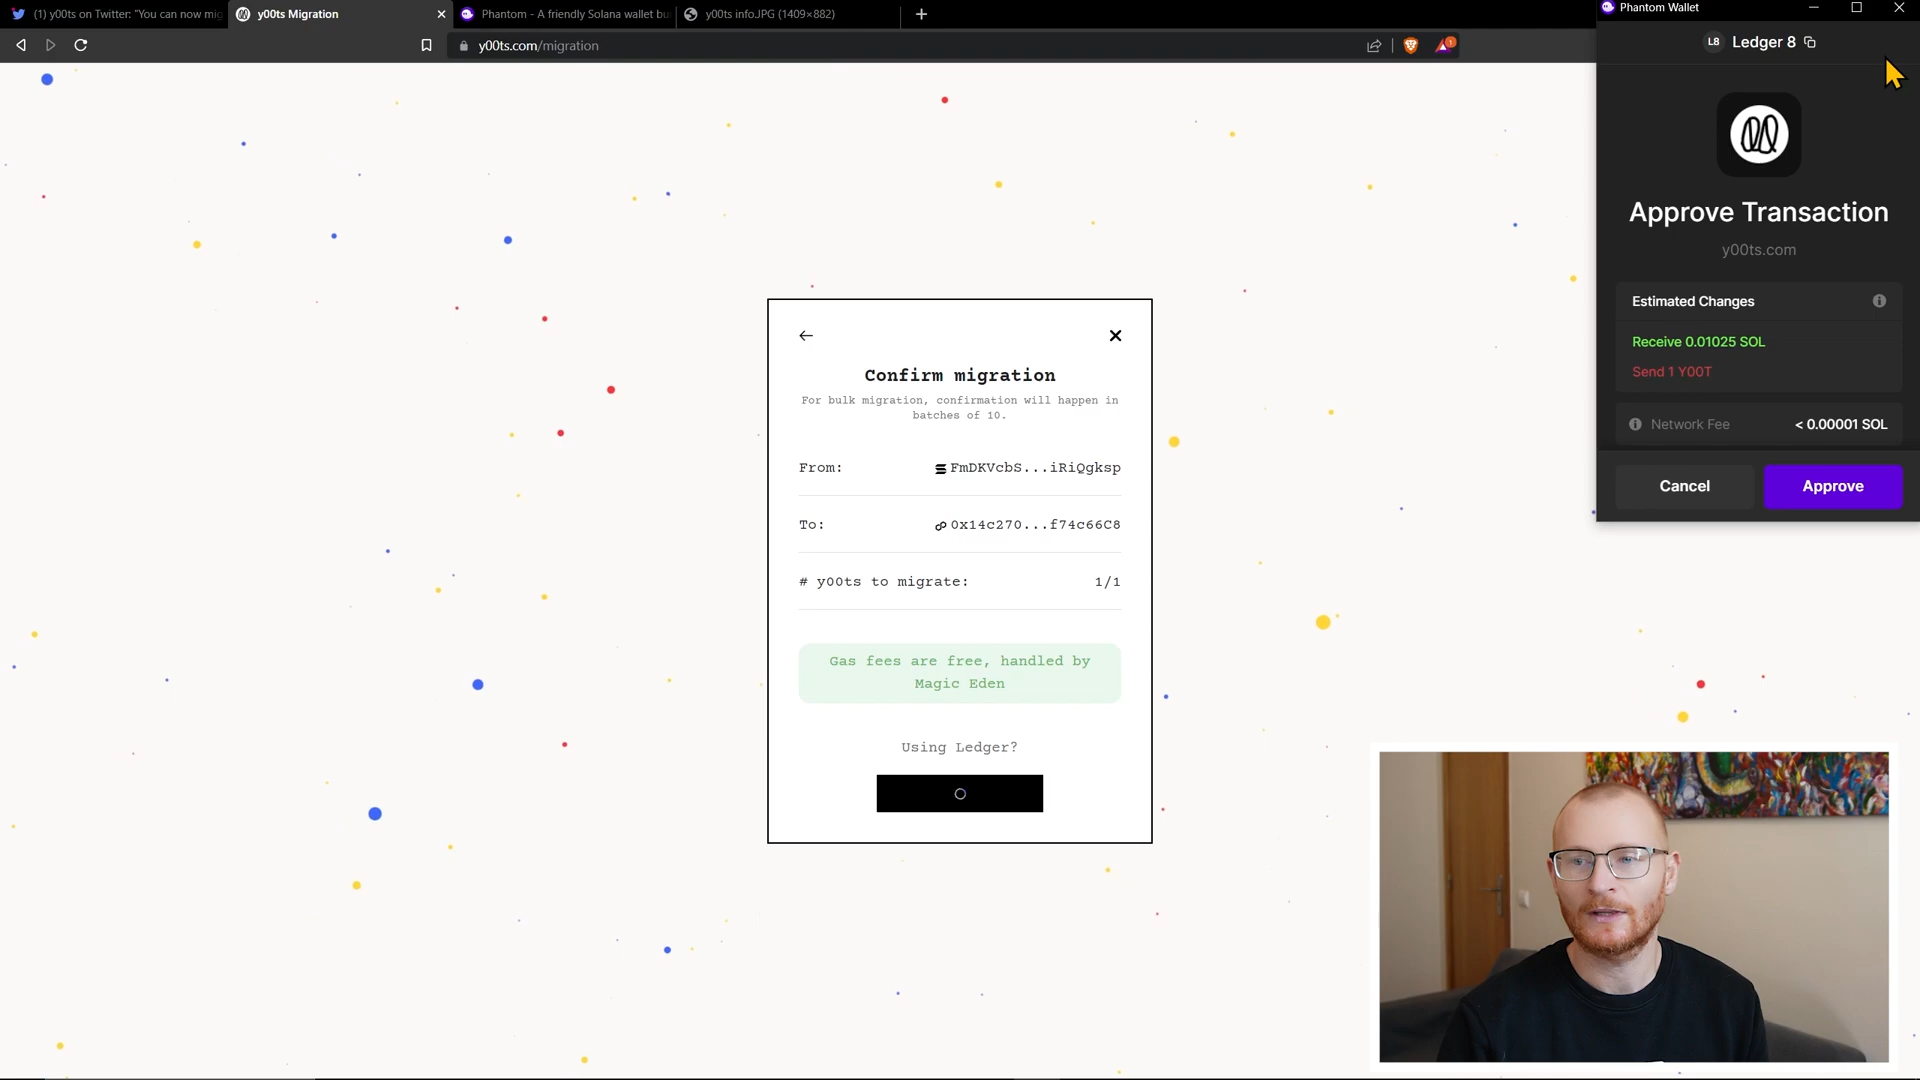 (1) y00ts on Twitter: "You can now mig
y00ts Migration
Phantom - A friendly Solana wallet bu
y00ts info.JPG (1409×882)
y00ts.com/migration
1
Phantom Wallet
L8 Ledger 8
Approve Transaction
y00ts.com
Estimated Changes
Receive 0.01025 SOL
Send 1 Y00T
Network Fee < 0.00001 SOL
Cancel Approve
Confirm migration
For bulk migration, confirmation will happen in
batches of 10.
From: FmDKVcbS...iRiQgksp
To: 0x14c270...f74c66C8
# y00ts to migrate: 1/1
Gas fees are free, handled by
Magic Eden
Using Ledger?